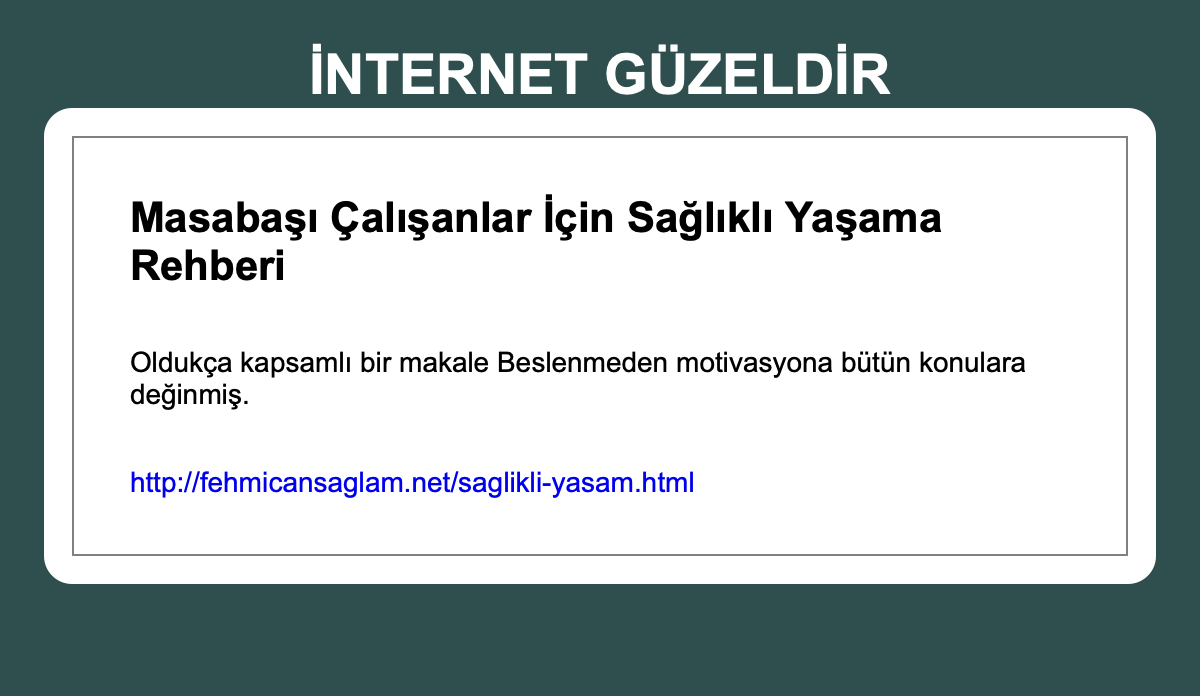 İNTERNET GÜZELDİR
Masabaşı Çalışanlar İçin Sağlıklı Yaşama
Rehberi
Oldukça kapsamlı bir makale Beslenmeden motivasyona bütün konulara
değinmiş.
http://fehmicansaglam.net/saglikli-yasam.html